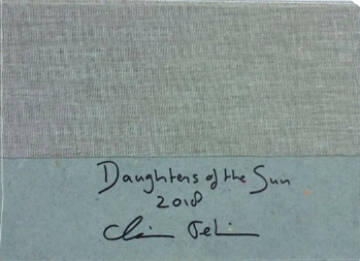 Daughters of the Sun
2018